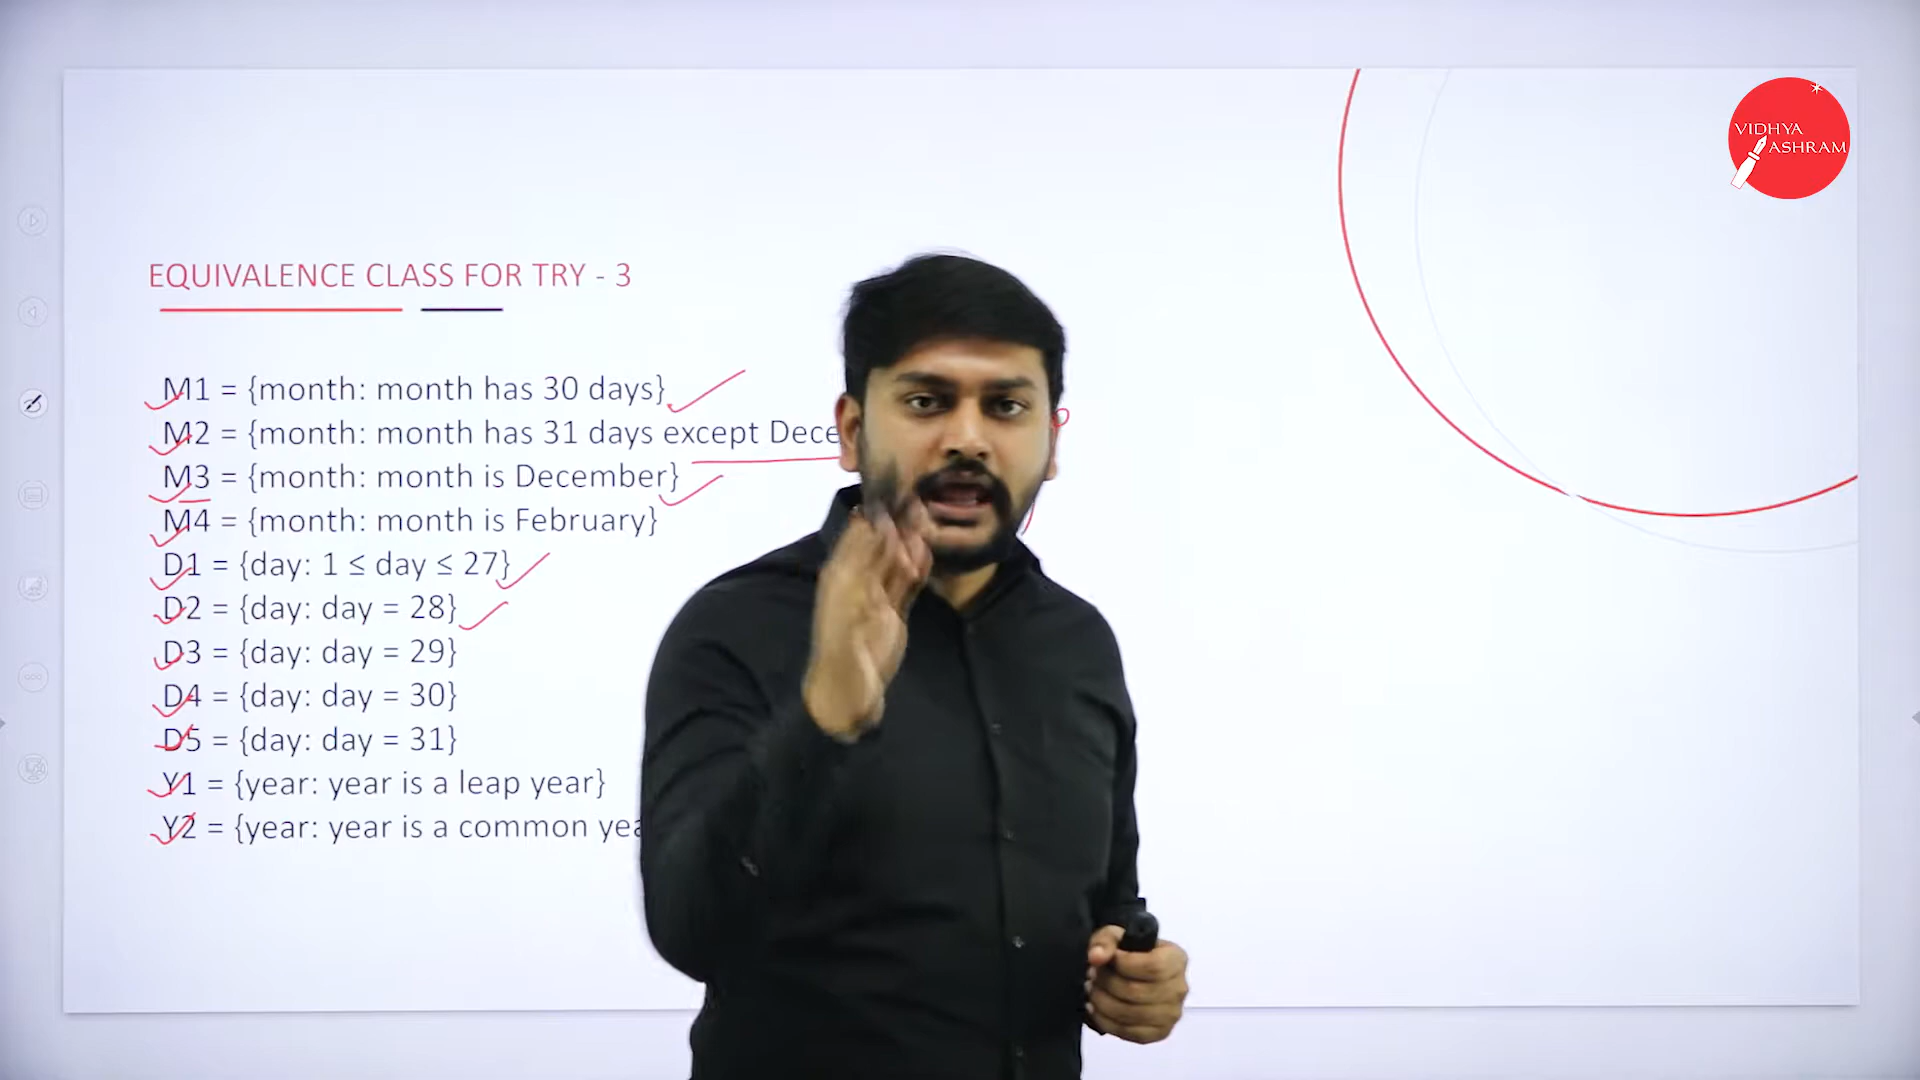 VIDHYA
ASHRAM
EQUIVALENCE CLASS FOR TRY - 3
M1 = {month: month has 30 days}
M2 = {month: month has 31 days except Dece
M3 = {month: month is December}
M4 = {month: month is February}
D1 = {day: 1 ≤ day ≤ 27}
D2 = {day: day = 28}
D3 = {day: day = 29}
D4 = {day: day = 30}
D5 = {day: day = 31}
Y1 = {year: year is a leap year}
Y2 = {year: year is a common yea